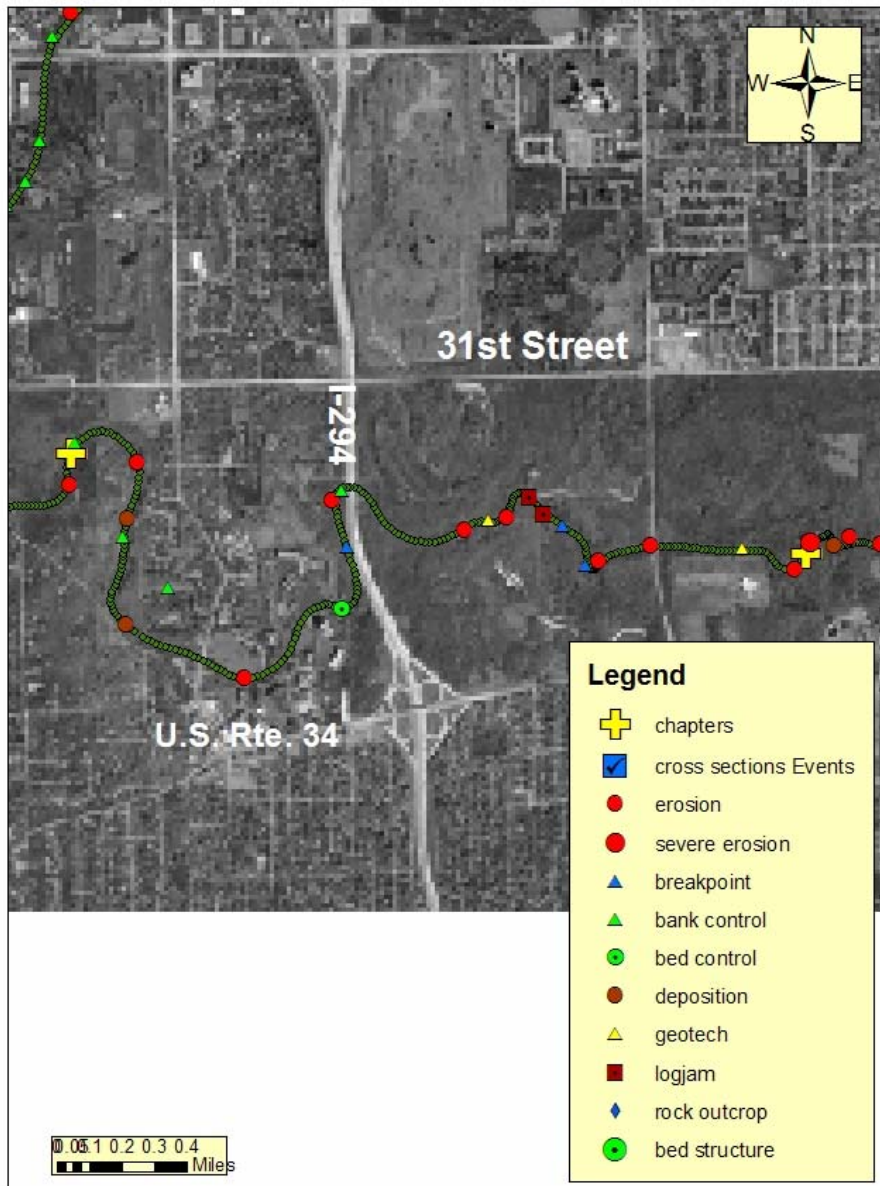 N
W E
S
31st Street
I-294
U.S. Rte. 34
Legend
chapters
cross sections Events
erosion
severe erosion
breakpoint
bank control
bed control
deposition
geotech
logjam
rock outcrop
bed structure
0.1 0.2 0.3 0.4
Miles